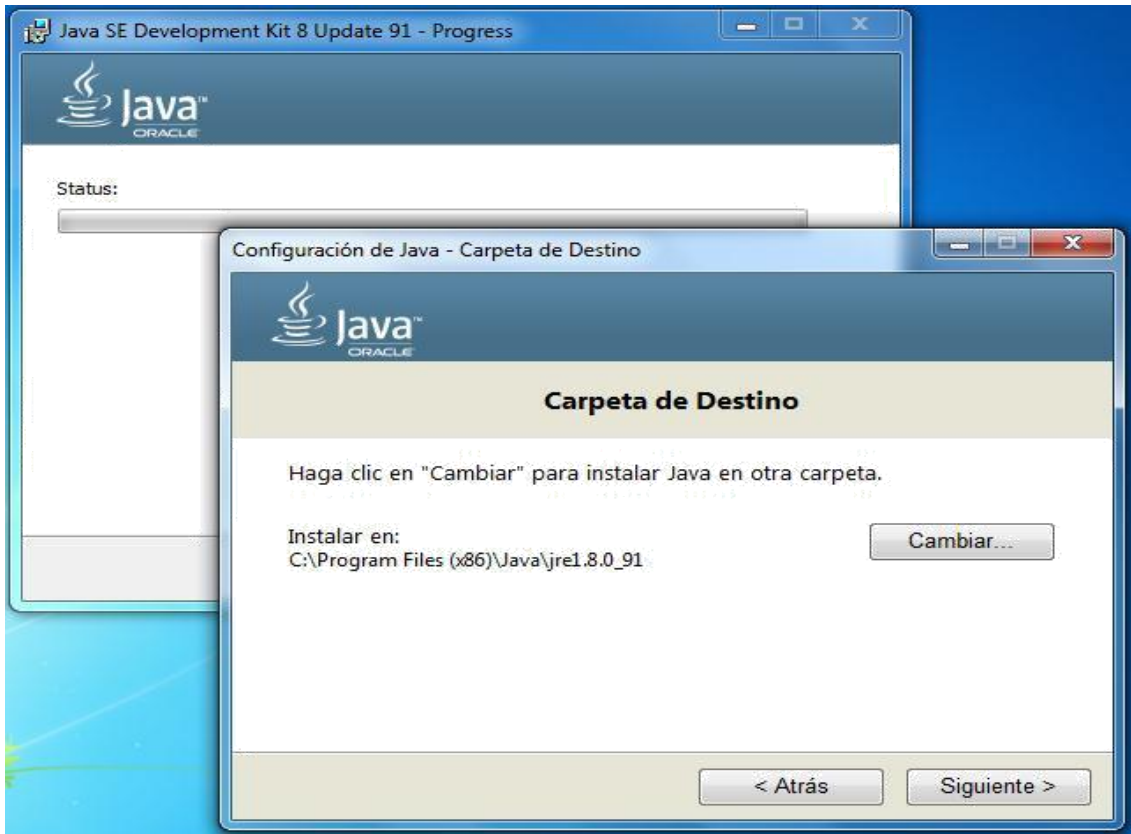 Java SE Development Kit 8 Update 91 - Progress
Java™
ORACLE
Status:
Configuración de Java - Carpeta de Destino
Java™
ORACLE
Carpeta de Destino
Haga clic en "Cambiar" para instalar Java en otra carpeta.
Instalar en:
C:\Program Files (x86)\Java\jre1.8.0_91
Cambiar...
< Atrás
Siguiente >